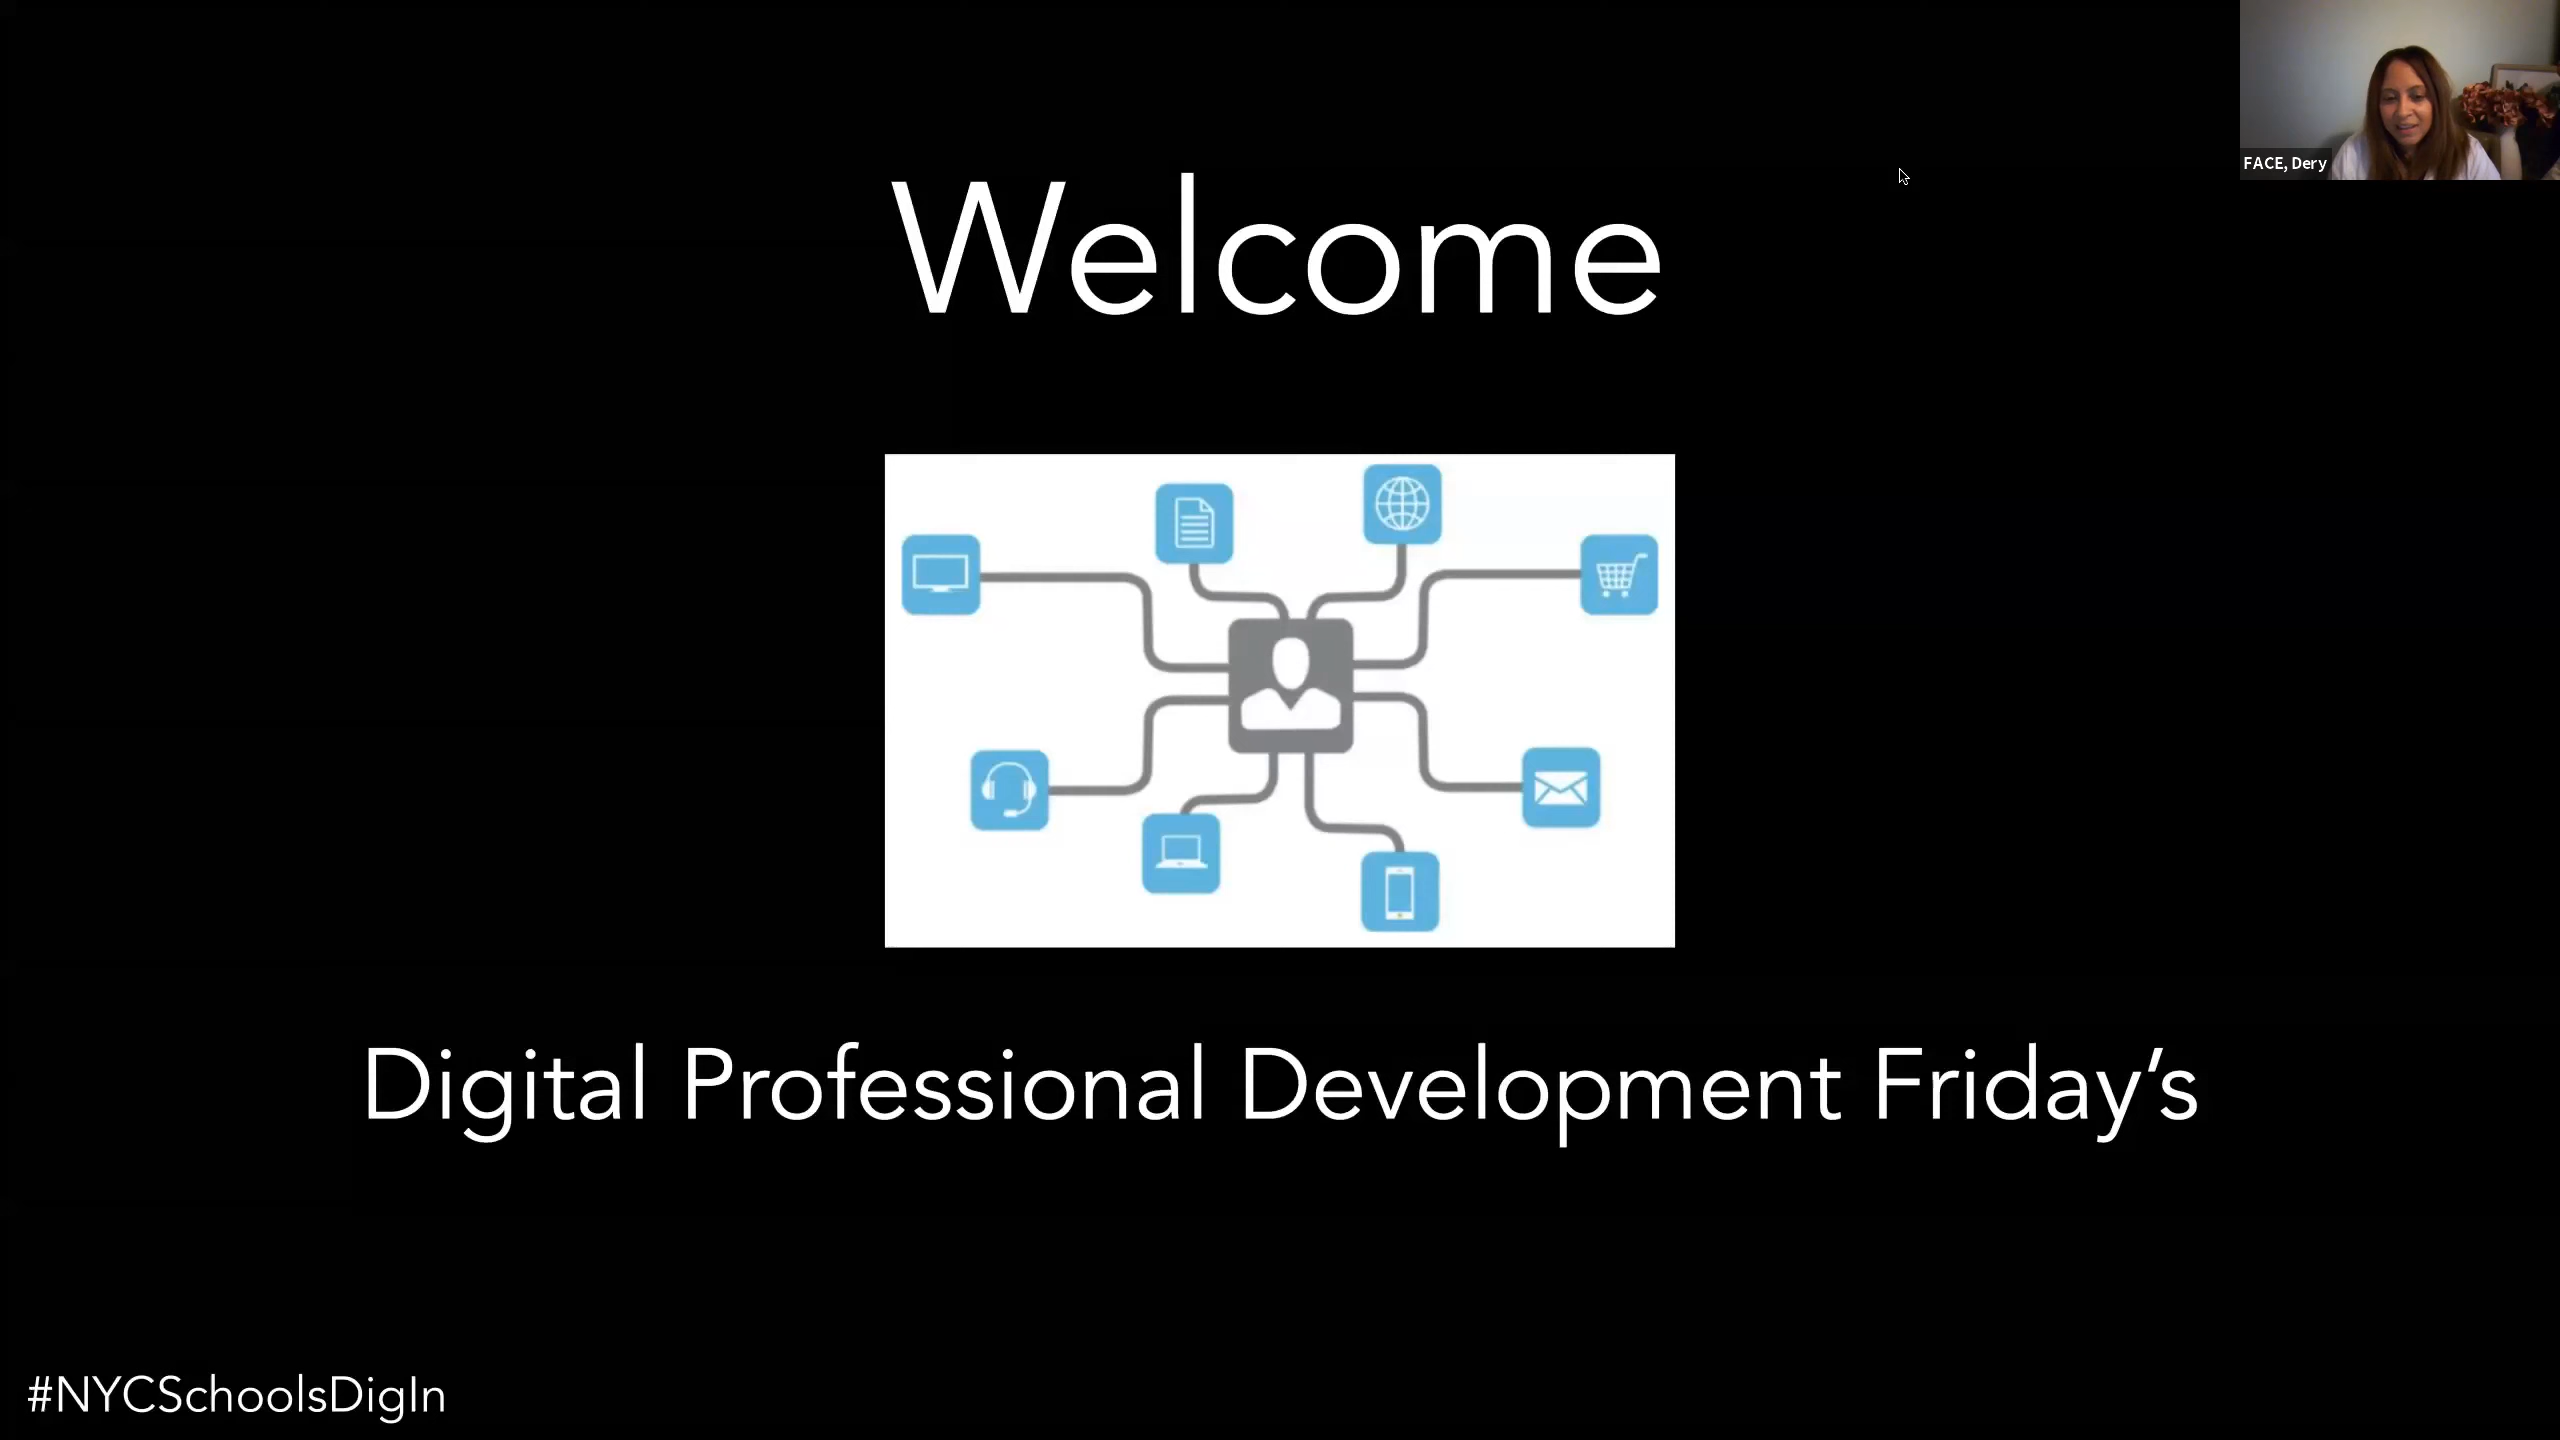 FACE, Dery
Welcome
Digital Professional Development Friday’s
#NYCSchoolsDigIn